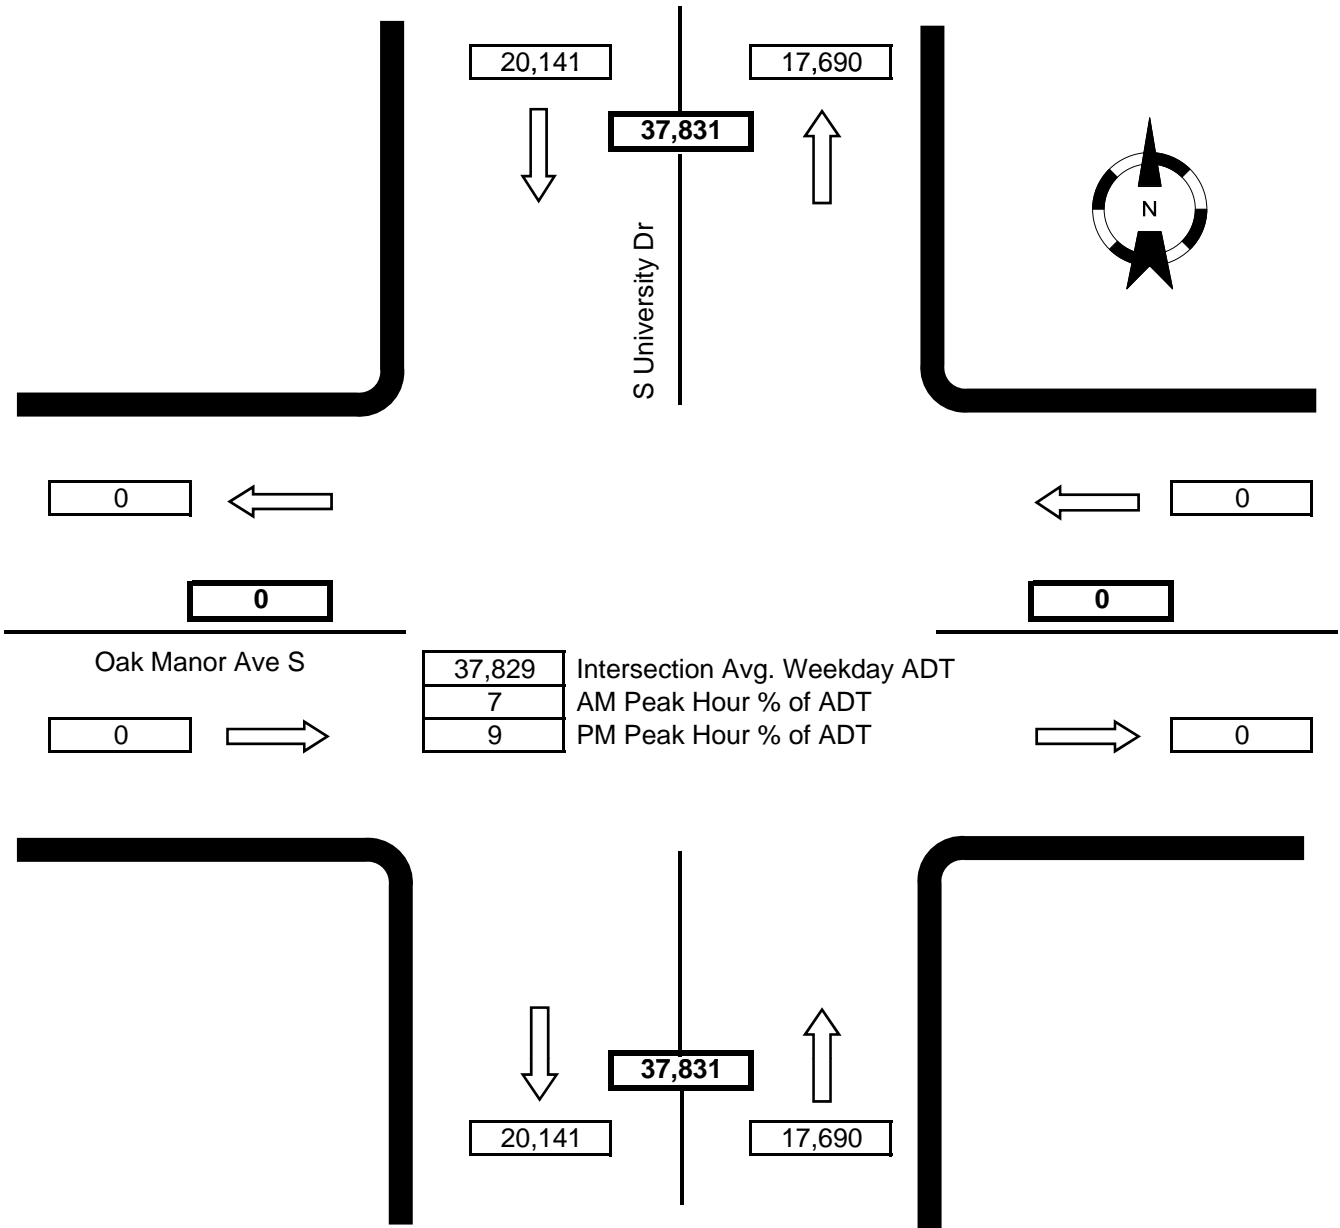 20,141
17,690
37,831
S University Dr
N
0
0
0
0
Oak Manor Ave S
37,829 Intersection Avg. Weekday ADT
7 AM Peak Hour % of ADT
9 PM Peak Hour % of ADT
0
0
37,831
20,141
17,690